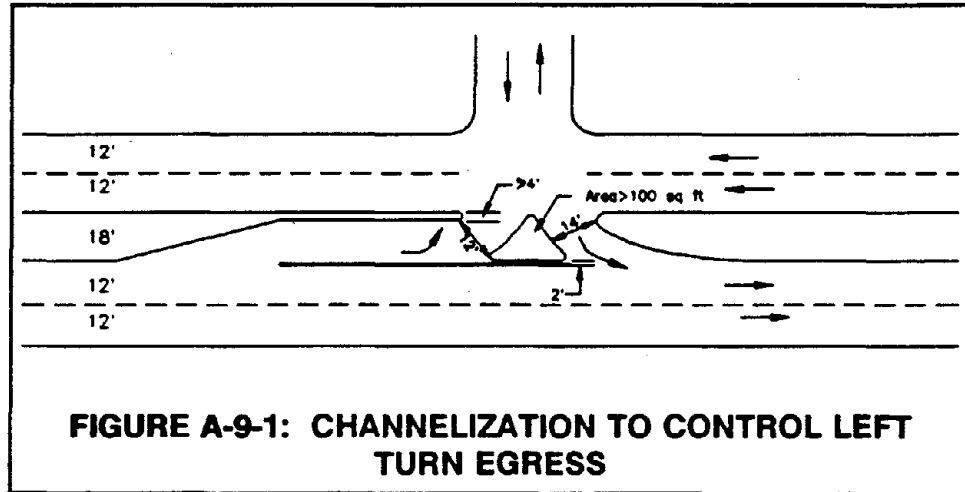 12'
12'
>4'
Area>100 sq ft
14'
18'
12'
2'
12'
FIGURE A-9-1: CHANNELIZATION TO CONTROL LEFT
TURN EGRESS